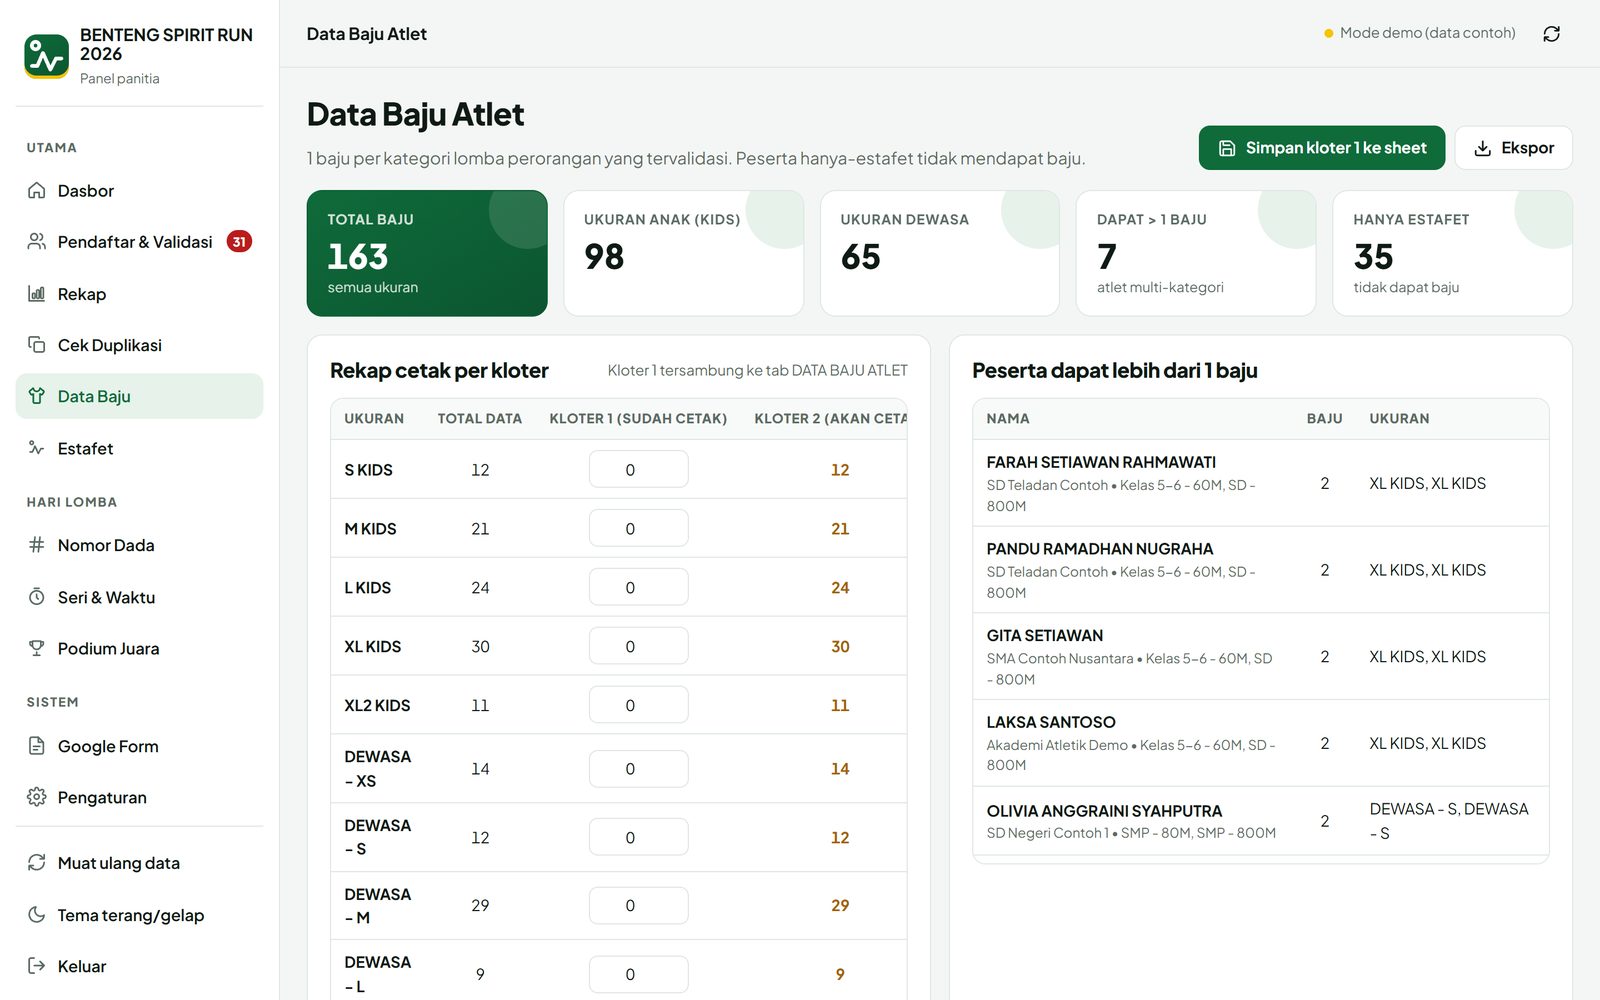 BENTENG SPIRIT RUN
2026
Panel panitia
UTAMA
Dasbor
Pendaftar & Validasi 31
Rekap
Cek Duplikasi
Data Baju
Estafet
HARI LOMBA
Nomor Dada
Seri & Waktu
Podium Juara
SISTEM
Google Form
Pengaturan
Muat ulang data
Tema terang/gelap
Keluar
Data Baju Atlet
Mode demo (data contoh)
Data Baju Atlet
1 baju per kategori lomba perorangan yang tervalidasi. Peserta hanya-estafet tidak mendapat baju.
Simpan kloter 1 ke sheet
Ekspor
TOTAL BAJU
163
semua ukuran
UKURAN ANAK (KIDS)
98
UKURAN DEWASA
65
DAPAT > 1 BAJU
7
atlet multi-kategori
HANYA ESTAFET
35
tidak dapat baju
Rekap cetak per kloter
Kloter 1 tersambung ke tab DATA BAJU ATLET
UKURAN TOTAL DATA KLOTER 1 (SUDAH CETAK) KLOTER 2 (AKAN CETA
S KIDS 12 0 12
M KIDS 21 0 21
L KIDS 24 0 24
XL KIDS 30 0 30
XL2 KIDS 11 0 11
DEWASA
- XS 14 0 14
DEWASA
- S 12 0 12
DEWASA
- M 29 0 29
DEWASA
- L 9 0 9
Peserta dapat lebih dari 1 baju
NAMA BAJU UKURAN
FARAH SETIAWAN RAHMAWATI
SD Teladan Contoh • Kelas 5–6 - 60M, SD -
800M
2 XL KIDS, XL KIDS
PANDU RAMADHAN NUGRAHA
SD Teladan Contoh • Kelas 5–6 - 60M, SD -
800M
2 XL KIDS, XL KIDS
GITA SETIAWAN
SMA Contoh Nusantara • Kelas 5–6 - 60M, SD
- 800M
2 XL KIDS, XL KIDS
LAKSA SANTOSO
Akademi Atletik Demo • Kelas 5–6 - 60M, SD -
800M
2 XL KIDS, XL KIDS
OLIVIA ANGGRAINI SYAHPUTRA
SD Negeri Contoh 1 • SMP - 80M, SMP - 800M
2 DEWASA - S, DEWASA
- S